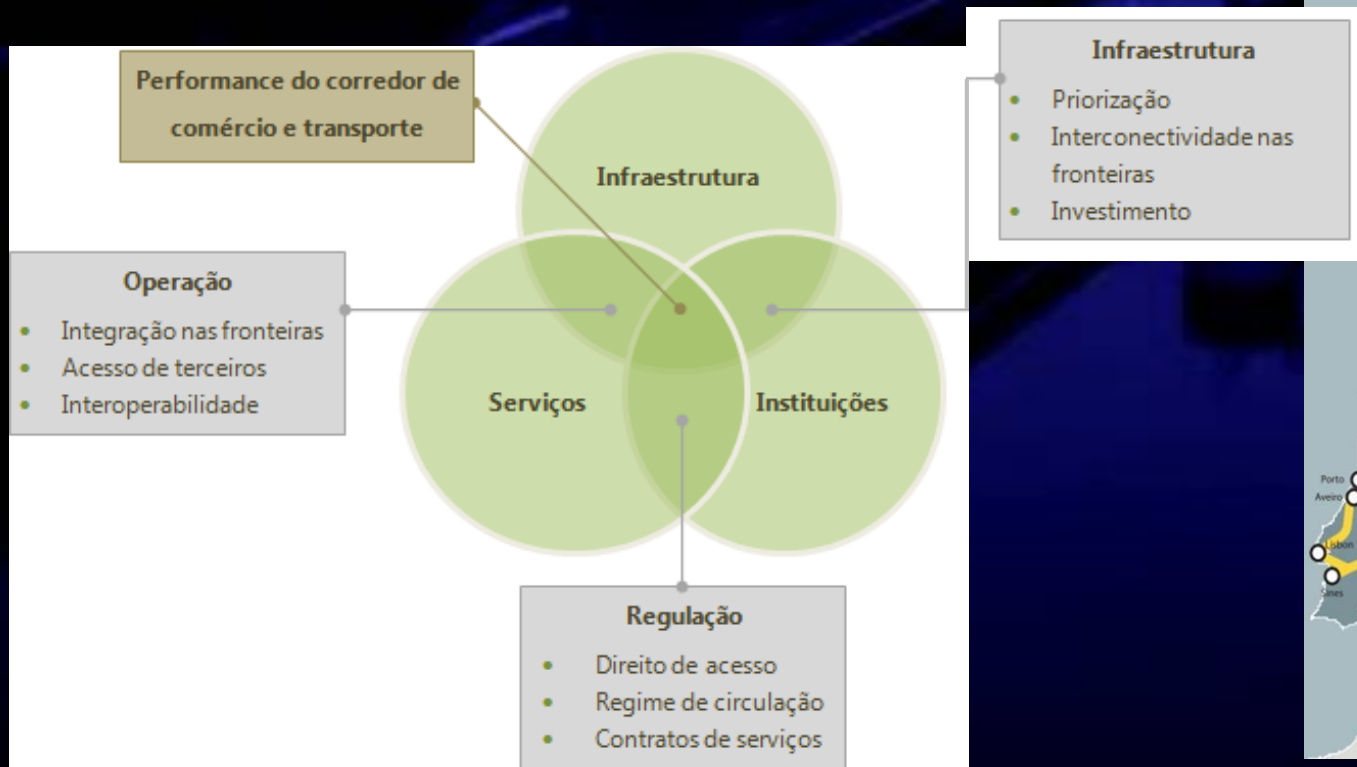 Performance do corredor de
comércio e transporte
Infraestrutura
Infraestrutura
• Priorização
• Interconectividade nas
fronteiras
• Investimento
Operação
• Integração nas fronteiras
• Acesso de terceiros
• Interoperabilidade
Serviços
Instituições
Regulação
• Direito de acesso
• Regime de circulação
• Contratos de serviços
Porto
Aveiro
Lisbon
Sines